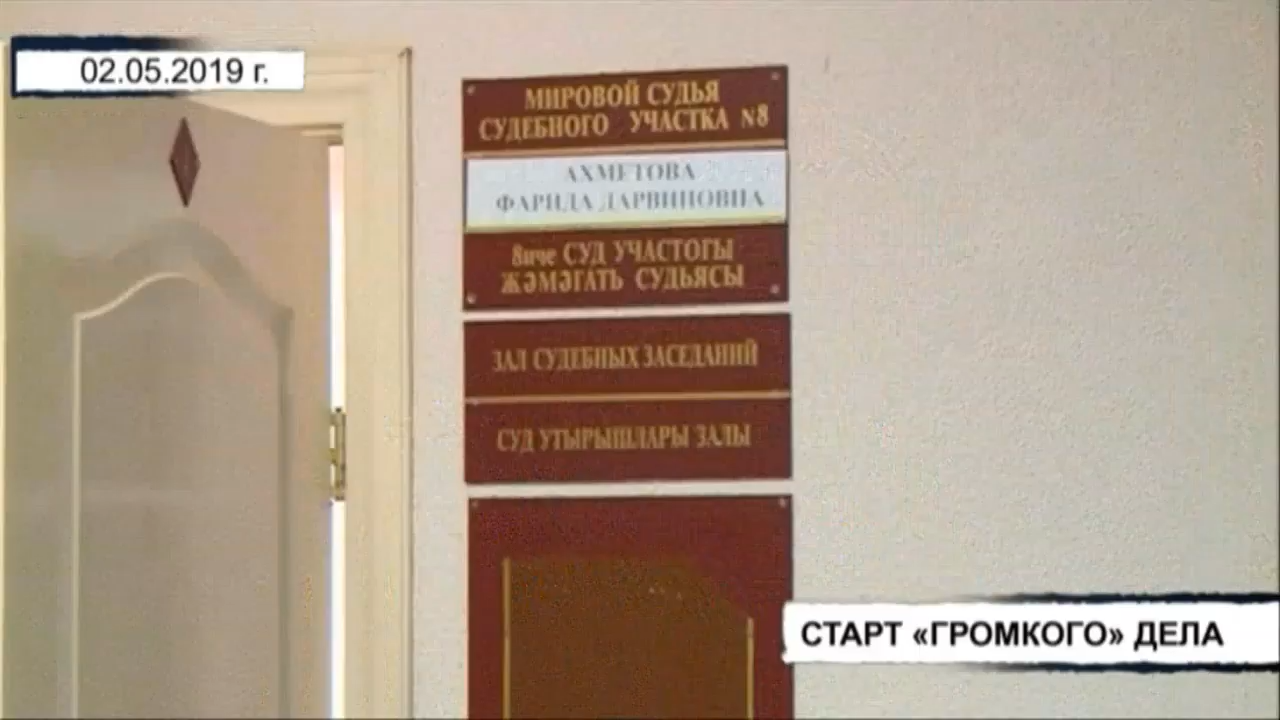 02.05.2019 г.
МИРОВОЙ СУДЬЯ
СУДЕБНОГО УЧАСТКА №8
АХМЕТОВА
ФАРИДА ДАРВИНОВНА
8нче СУД УЧАСТОГЫ
ҖӘМӘГАТЬ СУДЬЯСЫ
ЗАЛ СУДЕБНЫХ ЗАСЕДАНИЙ
СУД УТЫРЫШЛАРЫ ЗАЛЫ
СТАРТ «ГРОМКОГО» ДЕЛА